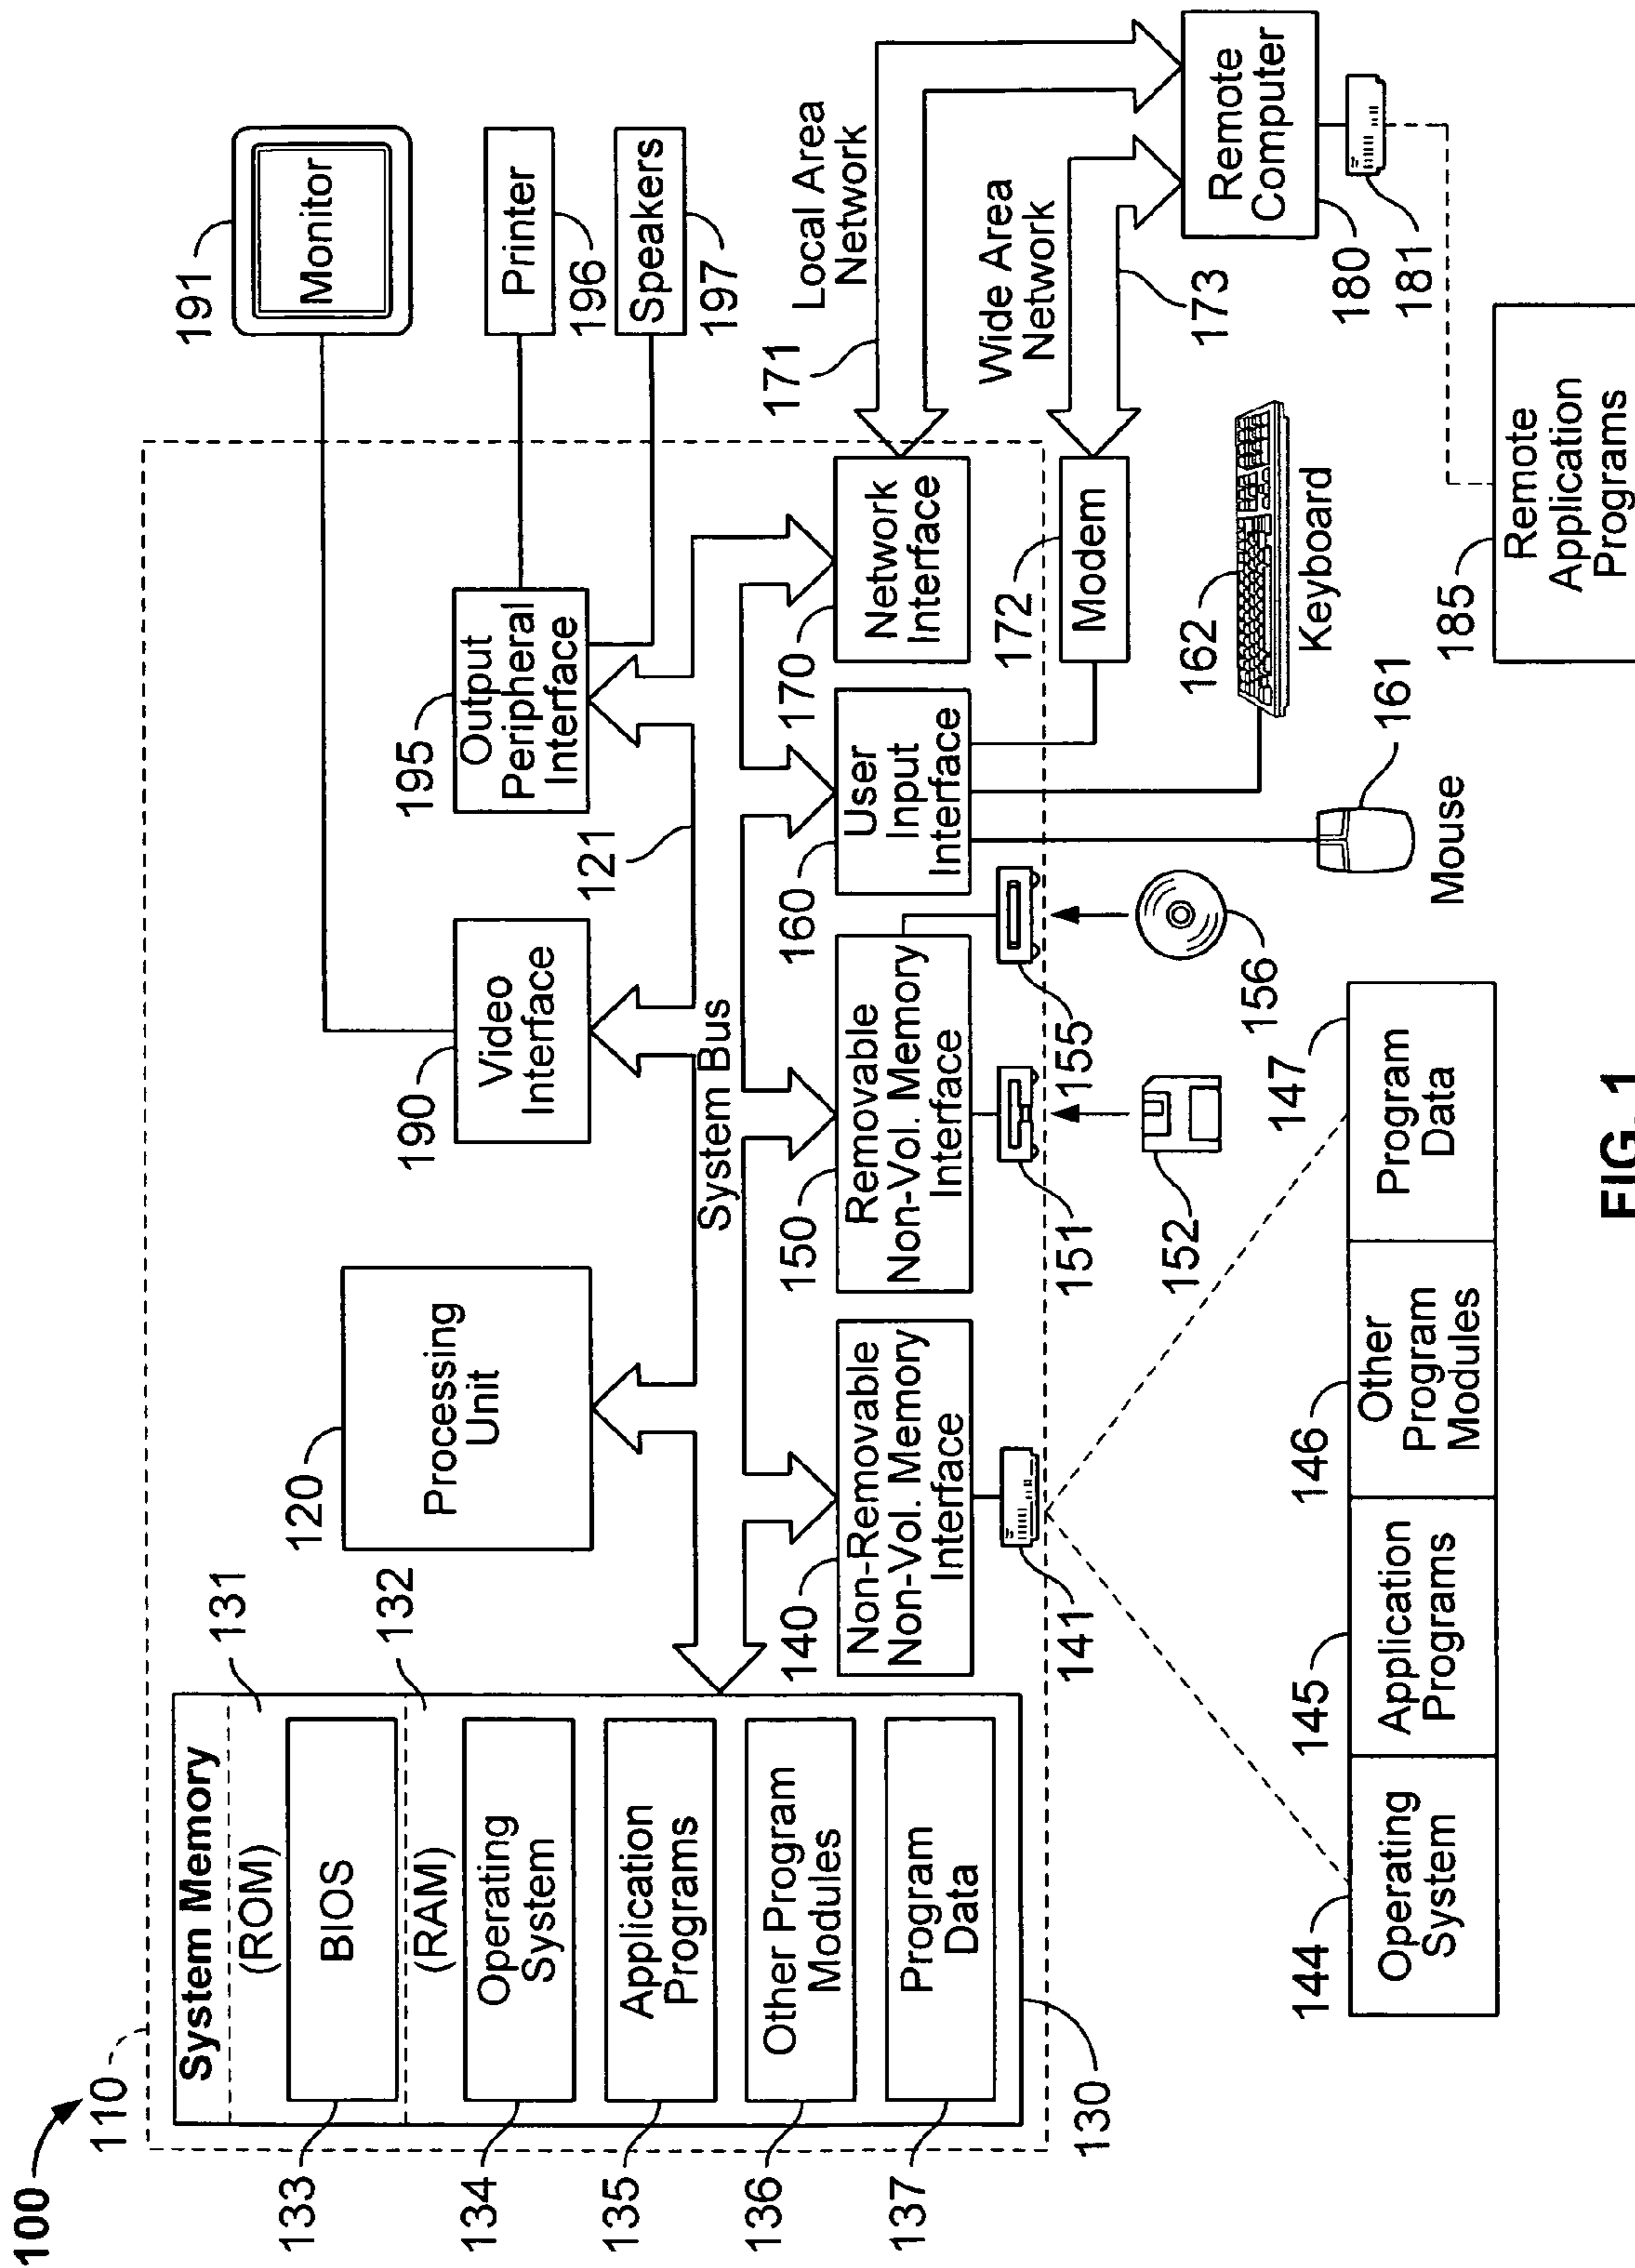 100
110
System Memory
(ROM)
131
133
BIOS
(RAM)
132
134
Operating
System
135
Application
Programs
136
Other Program
Modules
137
Program
Data
130
120
Processing
Unit
190
Video
Interface
195
Output
Peripheral
Interface
121
System Bus
191
Monitor
Printer
196
Speakers
197
140
Non-Removable
Non-Vol. Memory
Interface
141
150
Removable
Non-Vol. Memory
Interface
151
155
152
156
160
User
Input
Interface
170
Network
Interface
172
Modem
171
Local Area
Network
Wide Area
Network
173
Remote
Computer
180
181
162
Keyboard
161
Mouse
185
Remote
Application
Programs
144
Operating
System
145
Application
Programs
146
Other
Program
Modules
147
Program
Data
FIG. 1